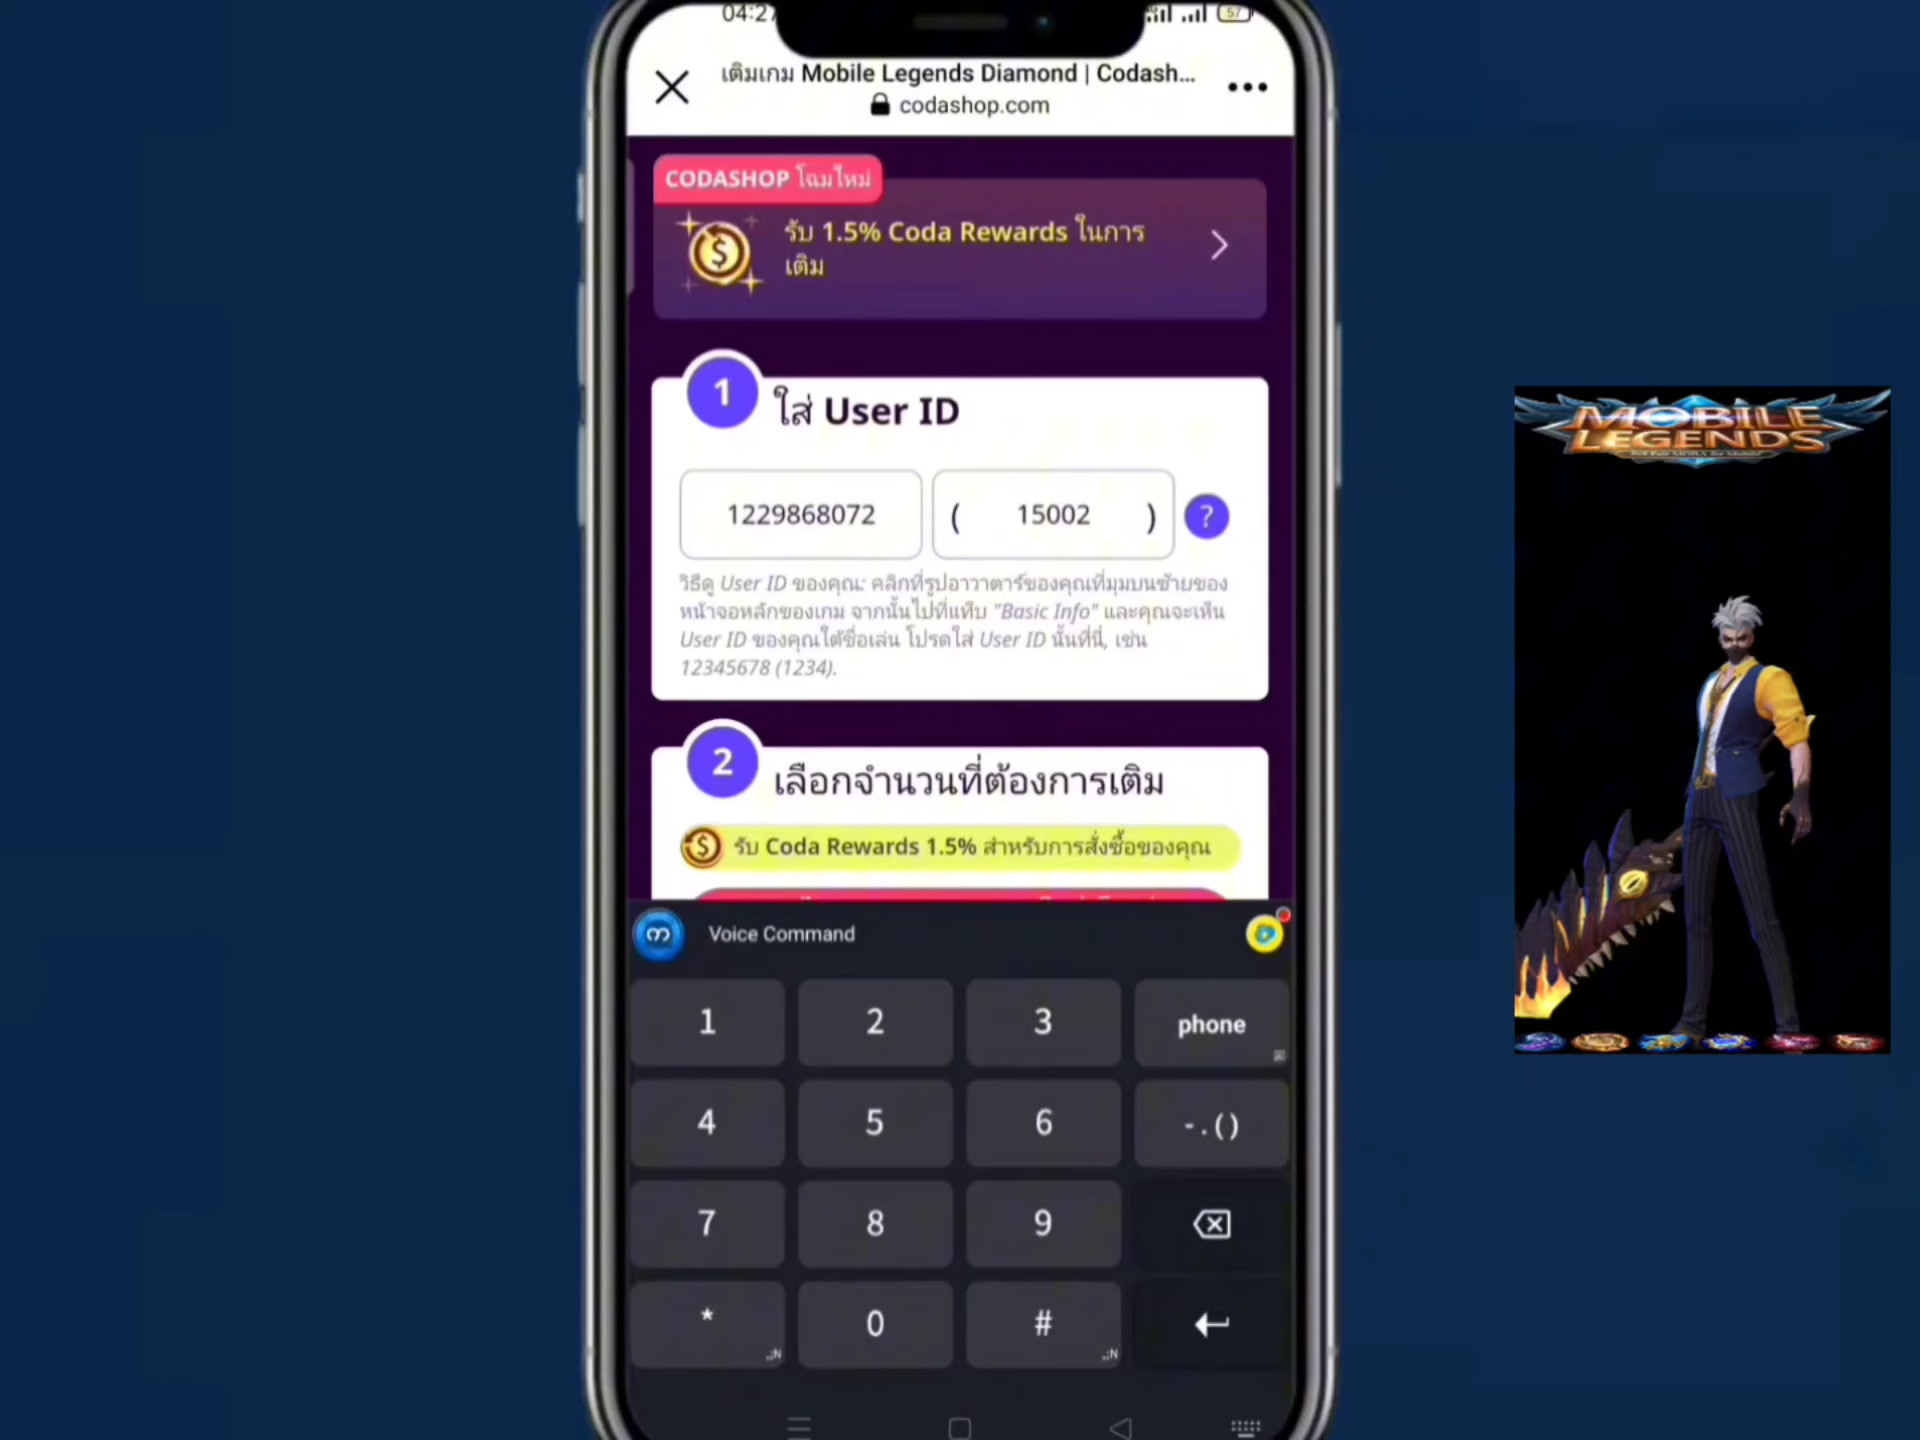 04:27
57
เติมเกม Mobile Legends Diamond | Codash...
codashop.com
CODASHOP โฉมใหม่
รับ 1.5% Coda Rewards ในการ
เติม
1
ใส่ User ID
1229868072
( 15002 )
?
วิธีดู User ID ของคุณ: คลิกที่รูปอาวาตาร์ของคุณที่มุมบนซ้ายของ
หน้าจอหลักของเกม จากนั้นไปที่แท็บ "Basic Info" และคุณจะเห็น
User ID ของคุณใต้ชื่อเล่น โปรดใส่ User ID นั้นที่นี่, เช่น
12345678 (1234).
2
เลือกจำนวนที่ต้องการเติม
รับ Coda Rewards 1.5% สำหรับการสั่งซื้อของคุณ
က Voice Command
1 2 3 phone
4 5 6 - . ( )
7 8 9
* 0 #
MOBILE
LEGENDS